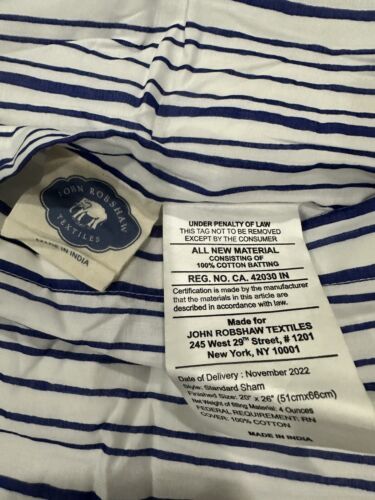 JOHN ROBSHAW
TEXTILES
MADE IN INDIA
UNDER PENALTY OF LAW
THIS TAG NOT TO BE REMOVED
EXCEPT BY THE CONSUMER
ALL NEW MATERIAL
CONSISTING OF
100% COTTON BATTING
REG. NO. CA. 42030 IN
Certification is made by the manufacturer
that the materials in this article are
described in accordance with law.
Made for
JOHN ROBSHAW TEXTILES
245 West 29th Street, # 1201
New York, NY 10001
Date of Delivery : November 2022
Style: Standard Sham
Finished Size: 20" x 26" (51cmx66cm)
Net Weight of filling Material: 4 Ounces
FEDERAL REQUIREMENT: RN
COVER: 100% COTTON
MADE IN INDIA